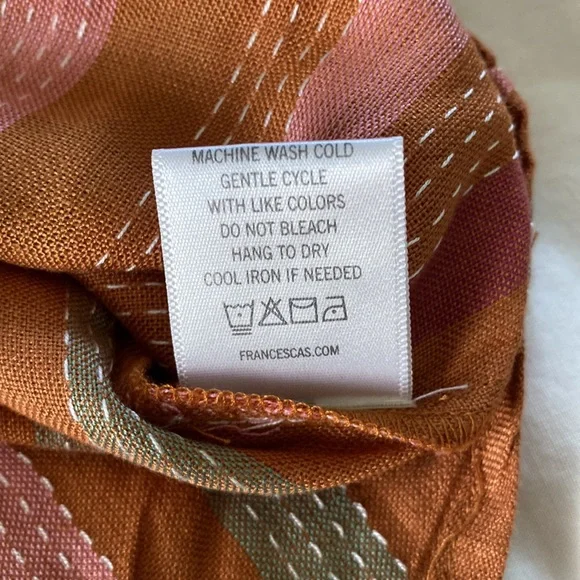 MACHINE WASH COLD
GENTLE CYCLE
WITH LIKE COLORS
DO NOT BLEACH
HANG TO DRY
COOL IRON IF NEEDED
FRANCESCAS.COM